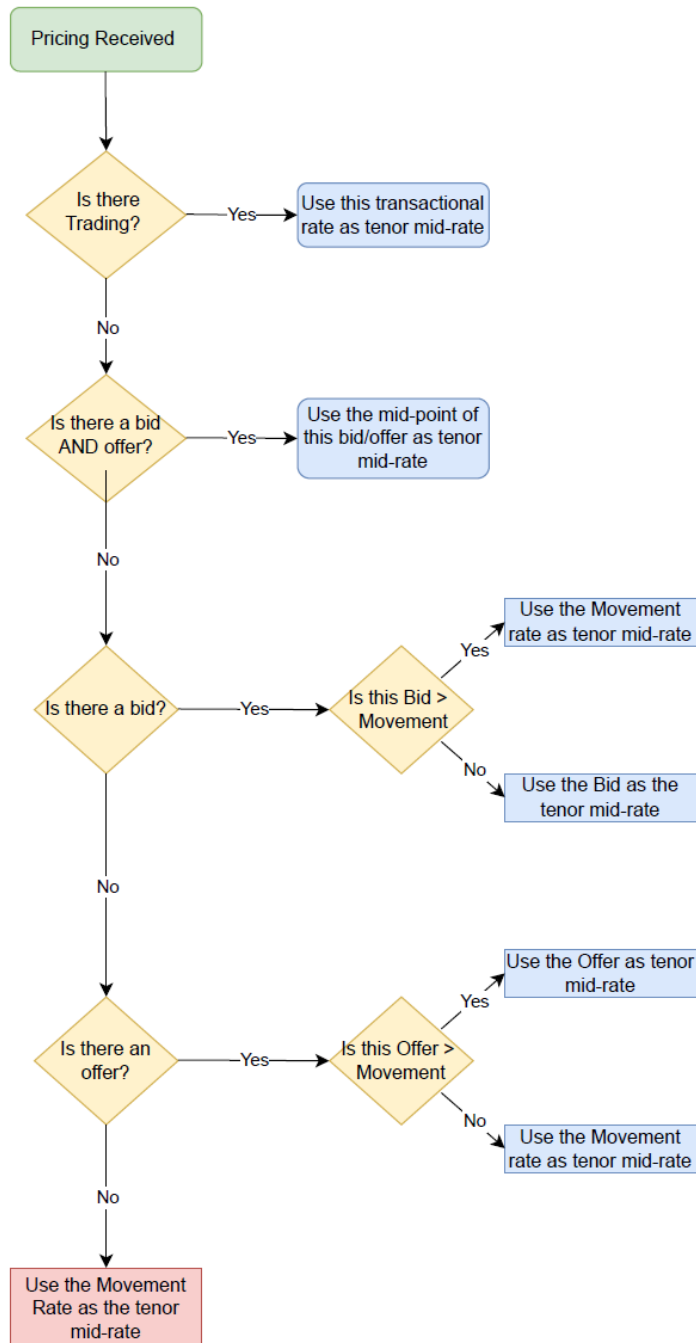 Pricing Received
Is there
Trading?
Yes
Use this transactional
rate as tenor mid-rate
No
Is there a bid
AND offer?
Yes
Use the mid-point of
this bid/offer as tenor
mid-rate
No
Use the Movement
rate as tenor mid-rate
Yes
Is there a bid?
Yes
Is this Bid >
Movement
No
Use the Bid as the
tenor mid-rate
No
Use the Offer as tenor
mid-rate
Yes
Is there an
offer?
Yes
Is this Offer >
Movement
No
Use the Movement
rate as tenor mid-rate
No
Use the Movement
Rate as the tenor
mid-rate